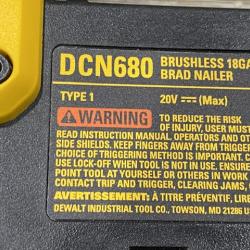 DCN680 BRUSHLESS 18GA
BRAD NAILER
TYPE 1 20V ⎓ (Max)
WARNING TO REDUCE THE RISK
OF INJURY, USER MUST
READ INSTRUCTION MANUAL. OPERATORS AND OTHE
SIDE SHIELDS. KEEP FINGERS AWAY FROM TRIGGE
CHOICE OF TRIGGERING METHOD IS IMPORTANT. C
USE LOCK-OFF WHEN TOOL IS NOT IN USE. ENSUR
POINT TOOL AT YOURSELF OR OTHERS IN WORK
CONTACT TRIP AND TRIGGER, CLEARING JAMS,
AVERTISSEMENT: À TITRE PRÉVENTIF, LIRE
DEWALT INDUSTRIAL TOOL CO., TOWSON, MD 21286 U